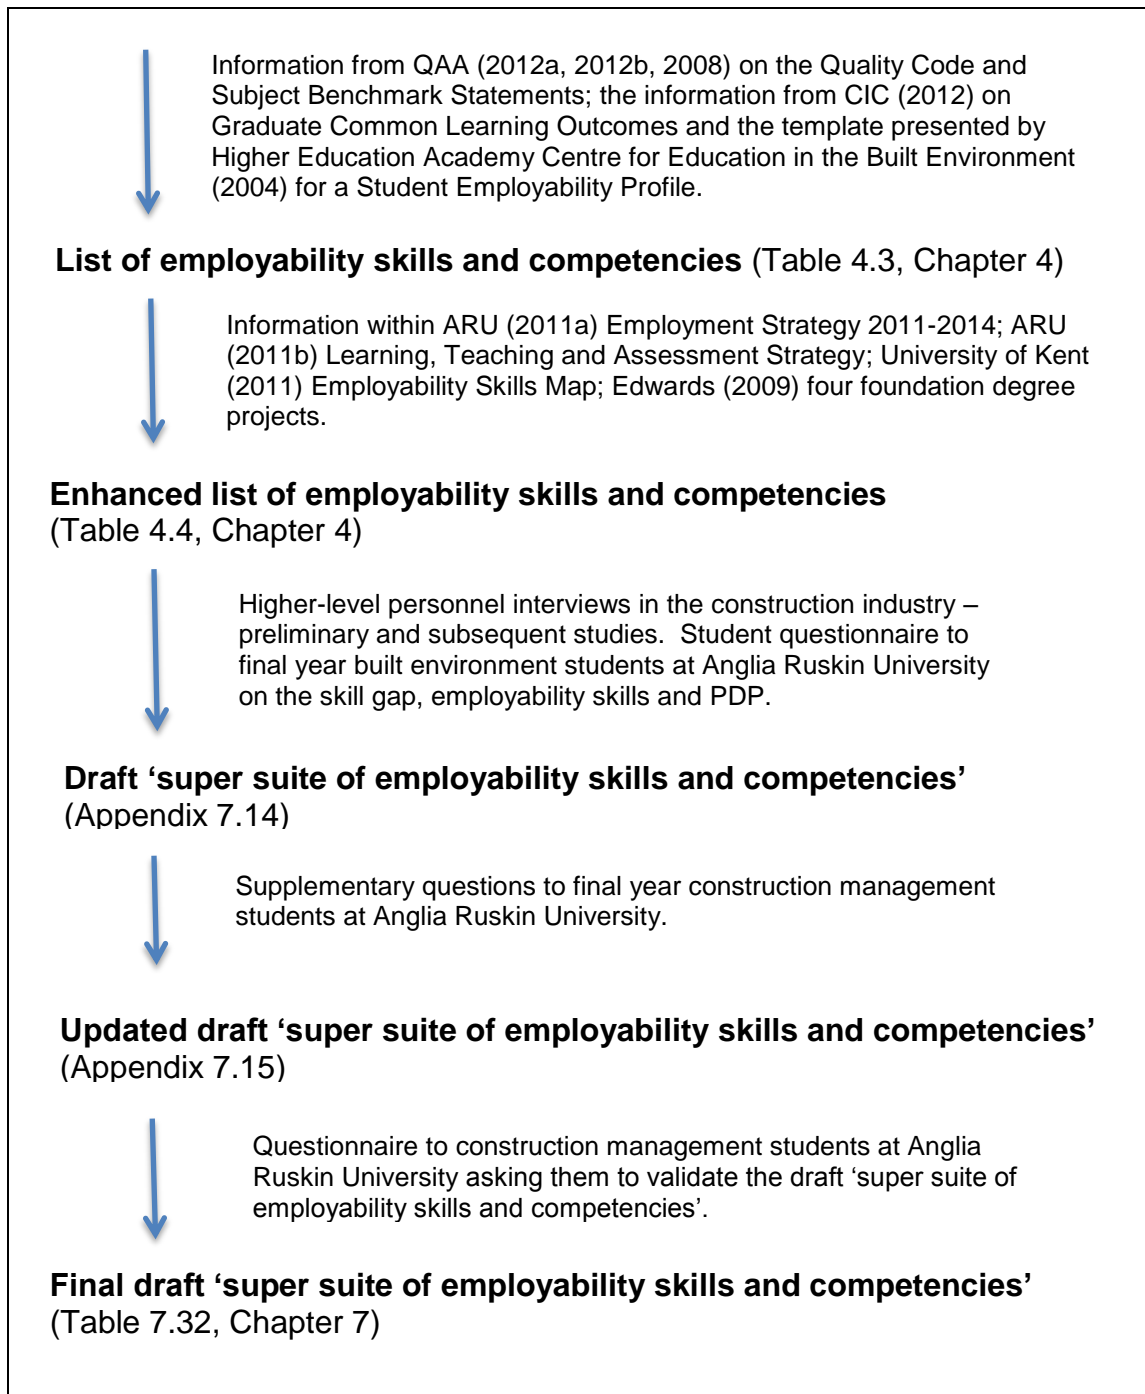 Information from QAA (2012a, 2012b, 2008) on the Quality Code and
Subject Benchmark Statements; the information from CIC (2012) on
Graduate Common Learning Outcomes and the template presented by
Higher Education Academy Centre for Education in the Built Environment
(2004) for a Student Employability Profile.
List of employability skills and competencies (Table 4.3, Chapter 4)
Information within ARU (2011a) Employment Strategy 2011-2014; ARU
(2011b) Learning, Teaching and Assessment Strategy; University of Kent
(2011) Employability Skills Map; Edwards (2009) four foundation degree
projects.
Enhanced list of employability skills and competencies
(Table 4.4, Chapter 4)
Higher-level personnel interviews in the construction industry –
preliminary and subsequent studies.  Student questionnaire to
final year built environment students at Anglia Ruskin University
on the skill gap, employability skills and PDP.
Draft ‘super suite of employability skills and competencies’
(Appendix 7.14)
Supplementary questions to final year construction management
students at Anglia Ruskin University.
Updated draft ‘super suite of employability skills and competencies’
(Appendix 7.15)
Questionnaire to construction management students at Anglia
Ruskin University asking them to validate the draft ‘super suite of
employability skills and competencies’.
Final draft ‘super suite of employability skills and competencies’
(Table 7.32, Chapter 7)